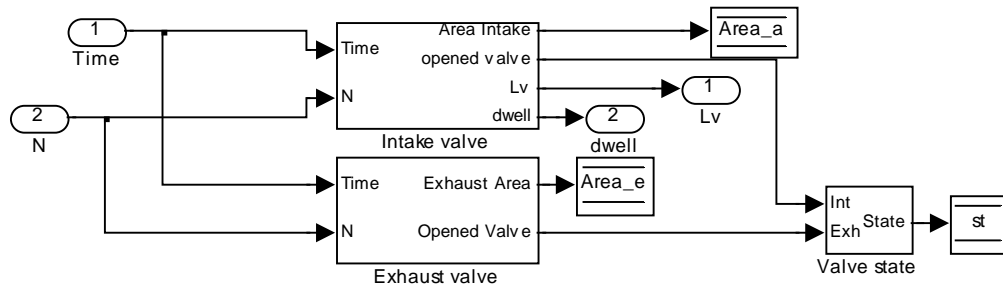 1
Time
2
N
Time
N
Area Intake
opened valve
Lv
dwell
Intake valve
Area_a
1
Lv
2
dwell
Time
N
Exhaust Area
Opened Valve
Exhaust valve
Area_e
Int
Exh
State
Valve state
st